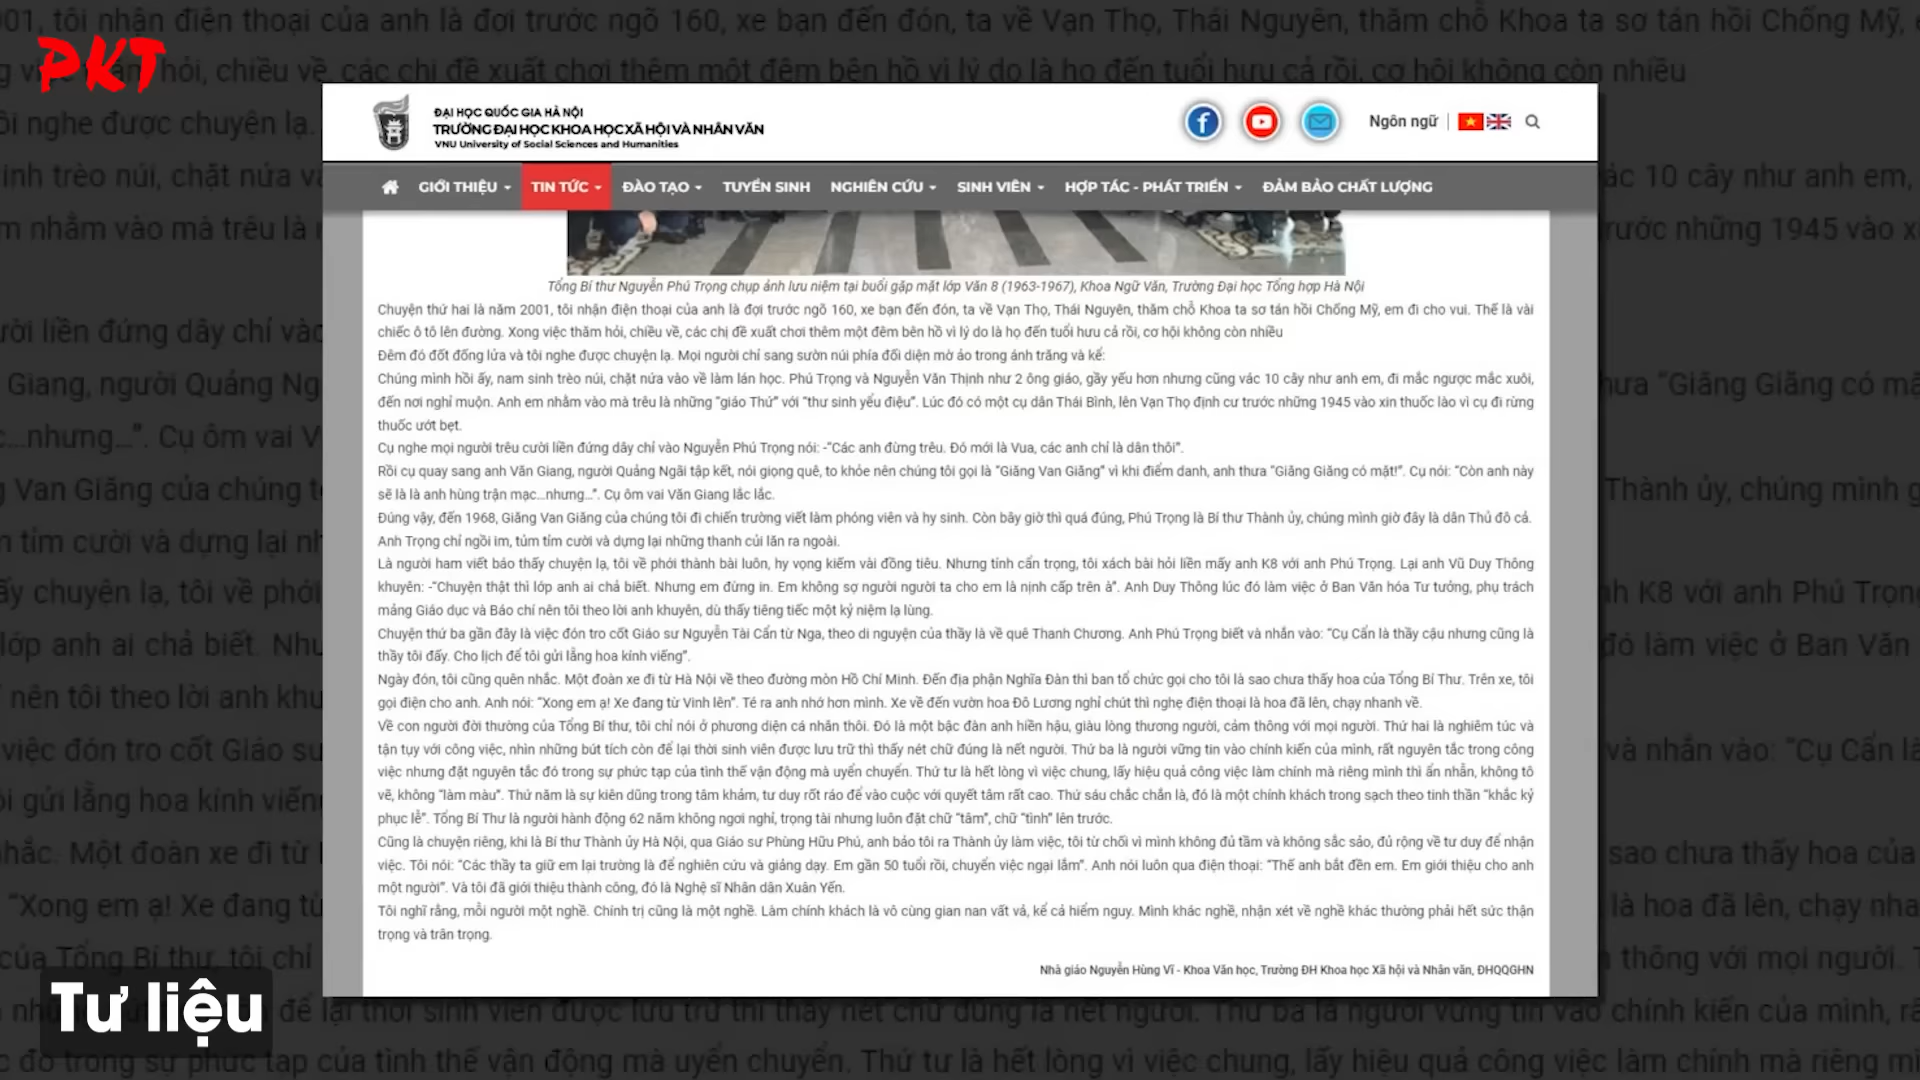 PKT
ĐẠI HỌC QUỐC GIA HÀ NỘI
TRƯỜNG ĐẠI HỌC KHOA HỌC XÃ HỘI VÀ NHÂN VĂN
VNU University of Social Sciences and Humanities
Ngôn ngữ
GIỚI THIỆU TIN TỨC ĐÀO TẠO TUYỂN SINH NGHIÊN CỨU SINH VIÊN HỢP TÁC - PHÁT TRIỂN ĐẢM BẢO CHẤT LƯỢNG
Tổng Bí thư Nguyễn Phú Trọng chụp ảnh lưu niệm tại buổi gặp mặt lớp Văn 8 (1963-1967), Khoa Ngữ Văn, Trường Đại học Tổng hợp Hà Nội
Chuyện thứ hai là năm 2001, tôi nhận điện thoại của anh là đợi trước ngõ 160, xe bạn đến đón, ta về Vạn Thọ, Thái Nguyên, thăm chỗ Khoa ta sơ tán hồi Chống Mỹ, em đi cho vui. Thế là vài
chiếc ô tô lên đường. Xong việc thăm hỏi, chiều về, các chị đề xuất chơi thêm một đêm bên hồ vì lý do là họ đến tuổi hưu cả rồi, cơ hội không còn nhiều
Đêm đó đốt đống lửa và tôi nghe được chuyện lạ. Mọi người chỉ sang sườn núi phía đối diện mờ ảo trong ánh trăng và kể:
Chúng mình hồi ấy, nam sinh trèo núi, chặt nứa vào về làm lán học. Phú Trọng và Nguyễn Văn Thịnh như 2 ông giáo, gầy yếu hơn nhưng cũng vác 10 cây như anh em, đi mắc ngược mắc xuôi,
đến nơi nghỉ muộn. Anh em nhằm vào mà trêu là những "giáo Thứ" với "thư sinh yểu điệu". Lúc đó có một cụ dân Thái Bình, lên Vạn Thọ định cư trước những 1945 vào xin thuốc lào vì cụ đi rừng
thuốc ướt bẹt.
Cụ nghe mọi người trêu cười liền đứng dây chỉ vào Nguyễn Phú Trọng nói: -"Các anh đừng trêu. Đó mới là Vua, các anh chỉ là dân thôi".
Rồi cụ quay sang anh Văn Giang, người Quảng Ngãi tập kết, nói giọng quê, to khỏe nên chúng tôi gọi là "Giăng Van Giăng" vì khi điểm danh, anh thưa "Giăng Giăng có mặt!". Cụ nói: "Còn anh này
sẽ là là anh hùng trận mạc...nhưng...". Cụ ôm vai Văn Giang lắc lắc.
Đúng vậy, đến 1968, Giăng Van Giăng của chúng tôi đi chiến trường viết làm phóng viên và hy sinh. Còn bây giờ thì quá đúng, Phú Trọng là Bí thư Thành ủy, chúng mình giờ đây là dân Thủ đô cả.
Anh Trọng chỉ ngồi im, tủm tỉm cười và dựng lại những thanh củi lăn ra ngoài.
Là người ham viết báo thấy chuyện lạ, tôi về phới thành bài luôn, hy vọng kiếm vài đồng tiêu. Nhưng tính cẩn trọng, tôi xách bài hỏi liền mấy anh K8 với anh Phú Trọng. Lại anh Vũ Duy Thông
khuyên: -"Chuyện thật thì lớp anh ai chả biết. Nhưng em đừng in. Em không sợ người người ta cho em là nịnh cấp trên à". Anh Duy Thông lúc đó làm việc ở Ban Văn hóa Tư tưởng, phụ trách
mảng Giáo dục và Báo chí nên tôi theo lời anh khuyên, dù thấy tiêng tiếc một kỷ niệm lạ lùng.
Chuyện thứ ba gần đây là việc đón tro cốt Giáo sư Nguyễn Tài Cẩn từ Nga, theo di nguyện của thầy là về quê Thanh Chương. Anh Phú Trọng biết và nhắn vào: "Cụ Cẩn là thầy cậu nhưng cũng là
thầy tôi đấy. Cho lịch để tôi gửi lẵng hoa kính viếng".
Ngày đón, tôi cũng quên nhắc. Một đoàn xe đi từ Hà Nội về theo đường mòn Hồ Chí Minh. Đến địa phận Nghĩa Đàn thì ban tổ chức gọi cho tôi là sao chưa thấy hoa của Tổng Bí Thư. Trên xe, tôi
gọi điện cho anh. Anh nói: "Xong em ạ! Xe đang từ Vinh lên". Té ra anh nhớ hơn mình. Xe về đến vườn hoa Đô Lương nghỉ chút thì nghe điện thoại là hoa đã lên, chạy nhanh về.
Về con người đời thường của Tổng Bí thư, tôi chỉ nói ở phương diện cá nhân thôi. Đó là một bậc đàn anh hiền hậu, giàu lòng thương người, cảm thông với mọi người. Thứ hai là nghiêm túc và
tận tụy với công việc, nhìn những bút tích còn để lại thời sinh viên được lưu trữ thì thấy nét chữ đúng là nết người. Thứ ba là người vững tin vào chính kiến của mình, rất nguyên tắc trong công
việc nhưng đặt nguyên tắc đó trong sự phức tạp của tình thế vận động mà uyển chuyển. Thứ tư là hết lòng vì việc chung, lấy hiệu quả công việc làm chính mà riêng mình thì ẩn nhẫn, không tô
vẽ, không "làm màu". Thứ năm là sự kiên dũng trong tâm khảm, tư duy rốt ráo để vào cuộc với quyết tâm rất cao. Thứ sáu chắc chắn là, đó là một chính khách trong sạch theo tinh thần "khắc kỷ
phục lễ". Tổng Bí Thư là người hành động 62 năm không ngơi nghỉ, trọng tài nhưng luôn đặt chữ "tâm", chữ "tình" lên trước.
Cũng là chuyện riêng, khi là Bí thư Thành ủy Hà Nội, qua Giáo sư Phùng Hữu Phú, anh bảo tôi ra Thành ủy làm việc, tôi từ chối vì mình không đủ tầm và không sắc sảo, đủ rộng về tư duy để nhận
việc. Tôi nói: "Các thầy ta giữ em lại trường là để nghiên cứu và giảng dạy. Em gần 50 tuổi rồi, chuyển việc ngại lắm". Anh nói luôn qua điện thoại: "Thế anh bắt đền em. Em giới thiệu cho anh
một người". Và tôi đã giới thiệu thành công, đó là Nghệ sĩ Nhân dân Xuân Yến.
Tôi nghĩ rằng, mỗi người một nghề. Chính trị cũng là một nghề. Làm chính khách là vô cùng gian nan vất vả, kể cả hiểm nguy. Mình khác nghề, nhận xét về nghề khác thường phải hết sức thận
trọng và trân trọng.
Nhà giáo Nguyễn Hùng Vĩ - Khoa Văn học, Trường ĐH Khoa học Xã hội và Nhân văn, ĐHQGHN
Tư liệu